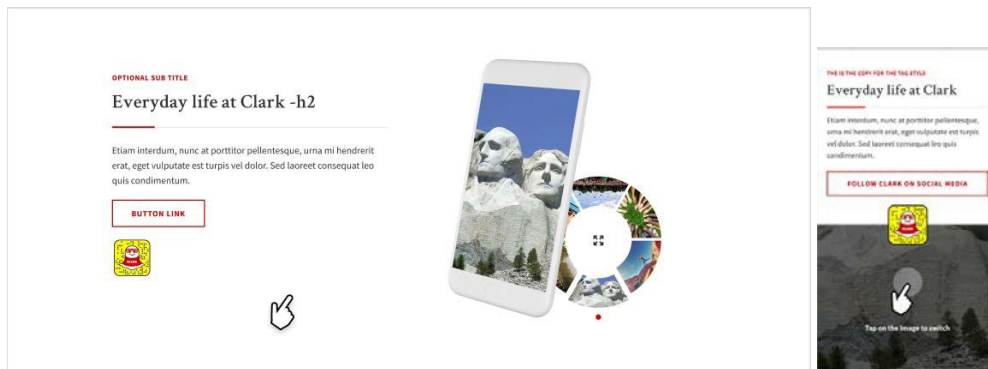 OPTIONAL SUB TITLE
Everyday life at Clark -h2
Etiam interdum, nunc at porttitor pellentesque, urna mi hendrerit
erat, eget vulputate est turpis vel dolor. Sed laoreet consequat leo
quis condimentum.
BUTTON LINK
CLARK
THE IS THE COPY FOR THE TAG STYLE
Everyday life at Clark
Etiam interdum, nunc at porttitor pellentesque,
urna mi hendrerit erat, eget vulputate est turpis
vel dolor. Sed laoreet consequat leo quis
condimentum.
FOLLOW CLARK ON SOCIAL MEDIA
CLARK
Tap on the Image to switch